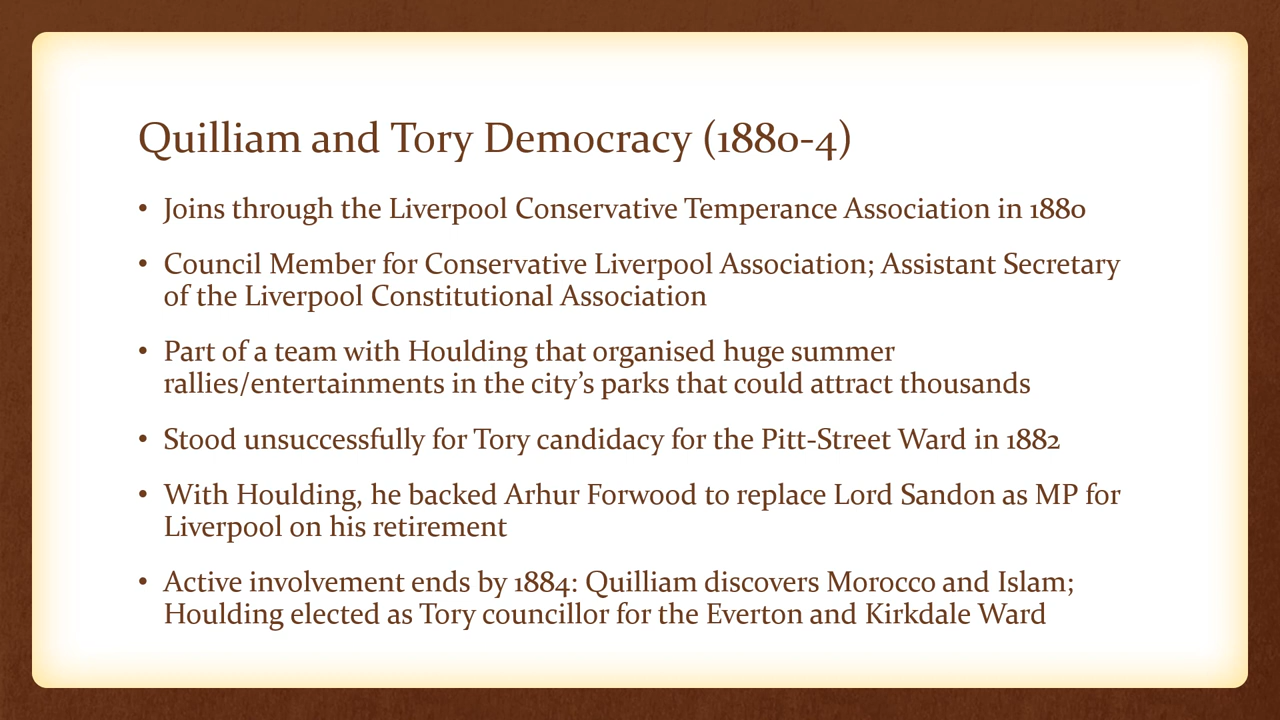 Quilliam and Tory Democracy (1880-4)
• Joins through the Liverpool Conservative Temperance Association in 1880
• Council Member for Conservative Liverpool Association; Assistant Secretary
of the Liverpool Constitutional Association
• Part of a team with Houlding that organised huge summer
rallies/entertainments in the city’s parks that could attract thousands
• Stood unsuccessfully for Tory candidacy for the Pitt-Street Ward in 1882
• With Houlding, he backed Arhur Forwood to replace Lord Sandon as MP for
Liverpool on his retirement
• Active involvement ends by 1884: Quilliam discovers Morocco and Islam;
Houlding elected as Tory councillor for the Everton and Kirkdale Ward